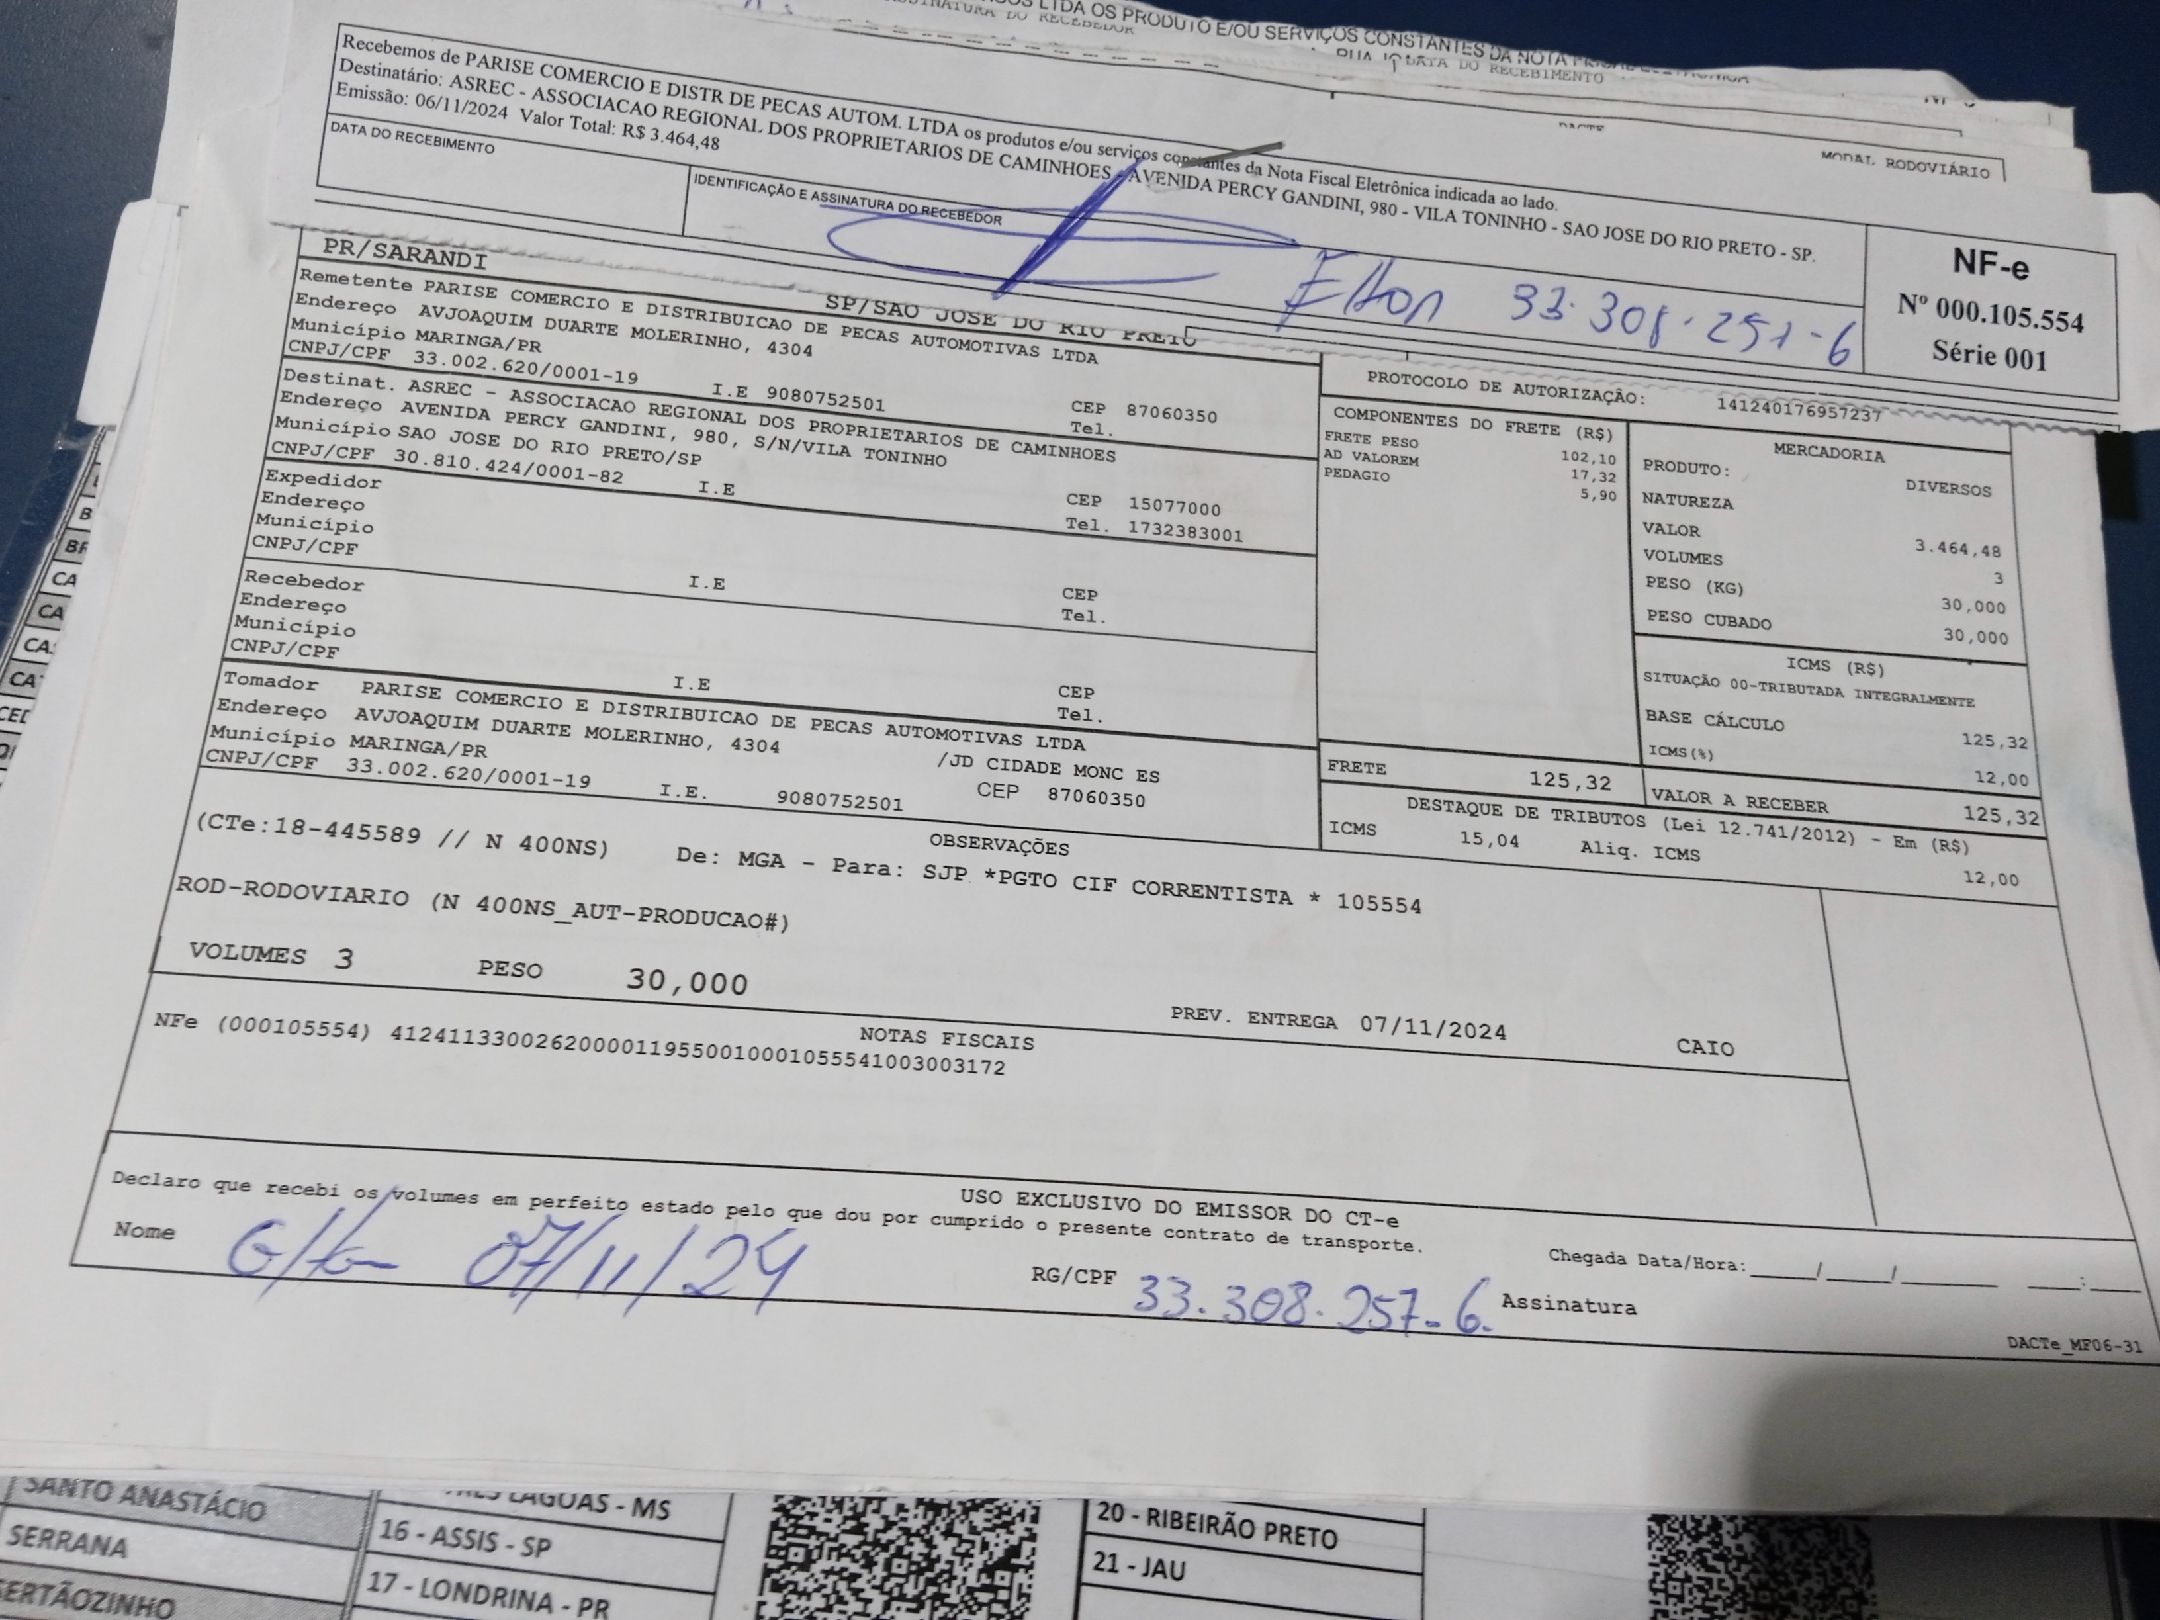 LTDA OS PRODUTO E/OU SERVIÇOS CONSTANTES DA NOTA
ASSINATURA DO RECEBEDOR
DATA DO RECEBIMENTO
DACTE
MODAL RODOVIÁRIO
Recebemos de PARISE COMERCIO E DISTR DE PECAS AUTOM. LTDA os produtos e/ou serviços constantes da Nota Fiscal Eletrônica indicada ao lado.
Destinatário: ASREC - ASSOCIACAO REGIONAL DOS PROPRIETARIOS DE CAMINHOES - AVENIDA PERCY GANDINI, 980 - VILA TONINHO - SAO JOSE DO RIO PRETO - SP.
Emissão: 06/11/2024 Valor Total: R$ 3.464,48
DATA DO RECEBIMENTO
IDENTIFICAÇÃO E ASSINATURA DO RECEBEDOR
NF-e
Nº 000.105.554
Série 001
PR/SARANDI
SP/SAO JOSE DO RIO PRETO
Remetente PARISE COMERCIO E DISTRIBUICAO DE PECAS AUTOMOTIVAS LTDA
Endereço AVJOAQUIM DUARTE MOLERINHO, 4304
Município MARINGA/PR
CEP 87060350
CNPJ/CPF 33.002.620/0001-19 I.E 9080752501
Tel.
Destinat. ASREC - ASSOCIACAO REGIONAL DOS PROPRIETARIOS DE CAMINHOES
Endereço AVENIDA PERCY GANDINI, 980, S/N/VILA TONINHO
Município SAO JOSE DO RIO PRETO/SP
CEP 15077000
CNPJ/CPF 30.810.424/0001-82 I.E
Tel. 1732383001
Expedidor
Endereço
Município
CEP
CNPJ/CPF
I.E
Tel.
Recebedor
Endereço
Município
CEP
CNPJ/CPF
I.E
Tel.
Tomador PARISE COMERCIO E DISTRIBUICAO DE PECAS AUTOMOTIVAS LTDA
Endereço AVJOAQUIM DUARTE MOLERINHO, 4304 /JD CIDADE MONC ES
Município MARINGA/PR
CEP 87060350
CNPJ/CPF 33.002.620/0001-19 I.E. 9080752501
PROTOCOLO DE AUTORIZAÇÃO: 141240176957237
COMPONENTES DO FRETE (R$)
FRETE PESO 102,10
AD VALOREM 17,32
PEDAGIO 5,90
MERCADORIA
PRODUTO: DIVERSOS
NATUREZA
VALOR 3.464,48
VOLUMES 3
PESO (KG) 30,000
PESO CUBADO 30,000
ICMS (R$)
SITUAÇÃO 00-TRIBUTADA INTEGRALMENTE
BASE CÁLCULO 125,32
ICMS(%) 12,00
FRETE 125,32
VALOR A RECEBER 125,32
DESTAQUE DE TRIBUTOS (Lei 12.741/2012) - Em (R$)
ICMS 15,04 Aliq. ICMS 12,00
OBSERVAÇÕES
(CTe:18-445589 // N 400NS) De: MGA - Para: SJP *PGTO CIF CORRENTISTA * 105554
ROD-RODOVIARIO (N 400NS_AUT-PRODUCAO#)
VOLUMES 3 PESO 30,000
PREV. ENTREGA 07/11/2024 CAIO
NOTAS FISCAIS
NFe (000105554) 41241133002620000119550010001055541003003172
USO EXCLUSIVO DO EMISSOR DO CT-e
Declaro que recebi os volumes em perfeito estado pelo que dou por cumprido o presente contrato de transporte.
Chegada Data/Hora:
Nome 07/11/24
RG/CPF 33.308.257-6
Assinatura
DACTe_MF06-31
SANTO ANASTÁCIO
SERRANA
SERTÃOZINHO
LAGOAS - MS
16 - ASSIS - SP
17 - LONDRINA - PR
20 - RIBEIRÃO PRETO
21 - JAU